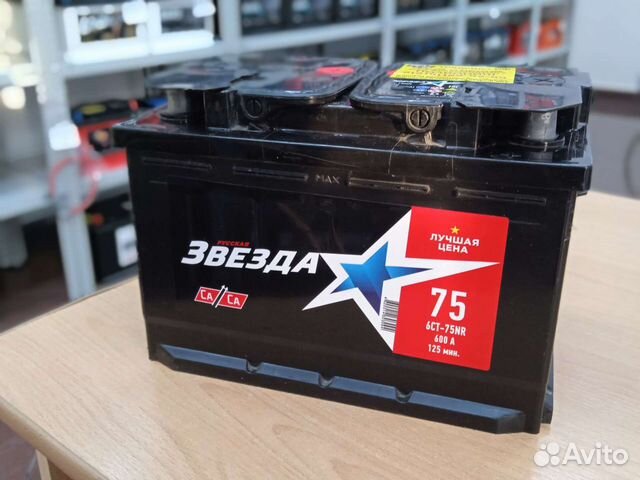 MAX
РУССКАЯ
ЗВЕЗДА
Ca/Ca
★
ЛУЧШАЯ
ЦЕНА
75
6СТ-75NR
600 А
125 мин.
Avito